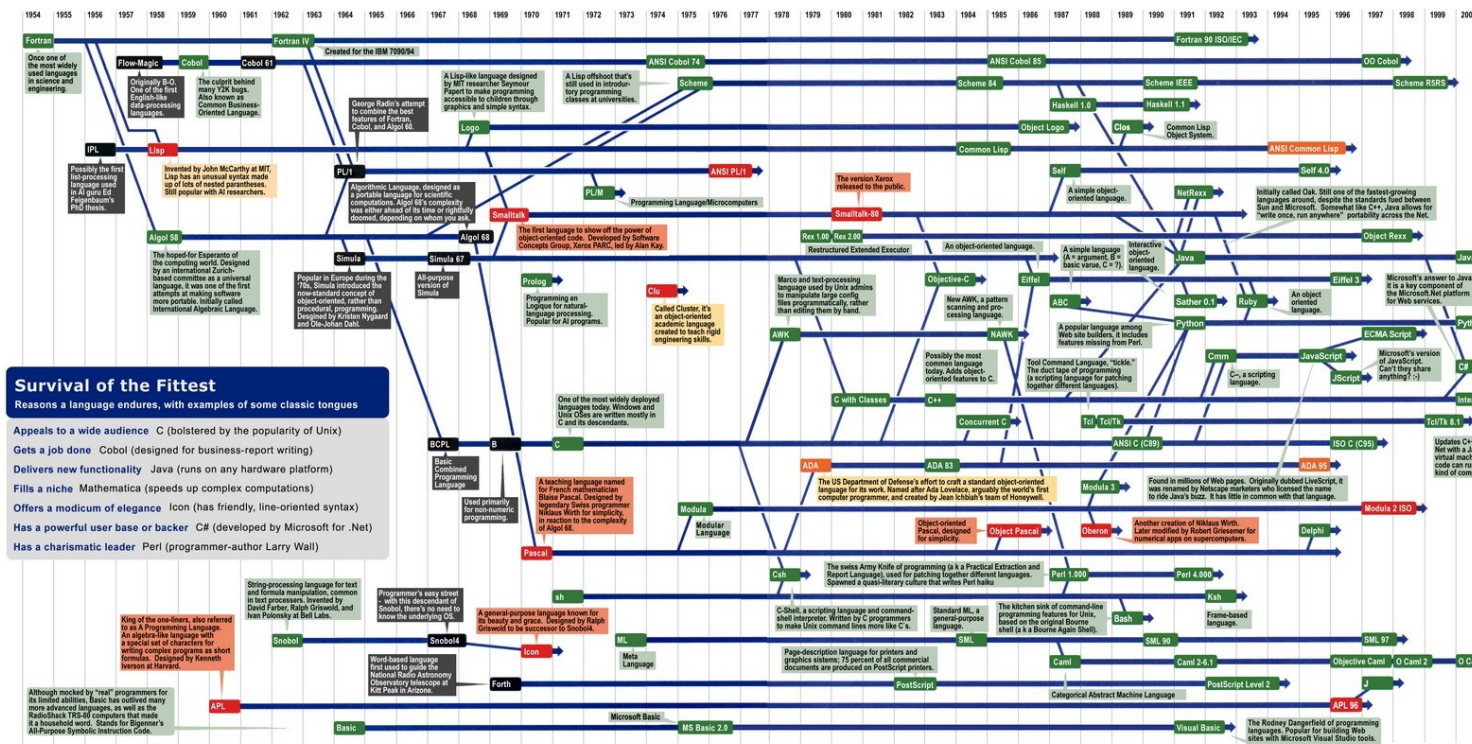 1954 1956 1957 1958 1959 1960 1962 1963 1964 1965 1967 1968 1969 1970 1971 1972 1973 1974 1975 1976 1977 1978 1979 1980 1981 1983 1984 1985 1986 1987 1988 1989 1990 1991 1992 1993 1994 1995 1996 1997 1998 1999 200
Fortran
Fortran IV
Fortran 90 ISO/IEC
Created for the IBM 7090/94
Once one of
the most widely
used languages
in science and
engineering.
Flow-Magic
Cobol
Cobol 61
ANSI Cobol 74
ANSI Cobol 85
OO Cobol
Originally B-O.
One of the first
English-like
data-processing
languages.
The culprit behind
many Y2K bugs.
Also known as
Common Business-
Oriented Language.
A Lisp-like language designed
by MIT researcher Seymour
Papert to make programming
accessible to children through
graphics and simple syntax.
A Lisp offshoot that's
still used in introduc-
tory programming
classes at universities.
Scheme
Scheme 84
Scheme IEEE
Scheme R5RS
George Radin's attempt
to combine the best
features of Fortran,
Cobol, and Algol 60.
Haskell 1.0
Haskell 1.1
Logo
Object Logo
Clos
Common Lisp
Object System.
IPL
Lisp
Common Lisp
ANSI Common Lisp
Possibly the first
list-processing
language used
in AI guru Ed
Feigenbaum's
PhD thesis.
Invented by John McCarthy at MIT,
Lisp has an unusual syntax made
up of lots of nested parantheses.
Still popular with AI researchers.
PL/1
ANSI PL/1
Self
Self 4.0
Algorithmic Language, designed as
a portable language for scientific
computations. Algol 68's complexity
was either ahead of its time or rightfully
doomed, depending on whom you ask.
PL/M
Programming Language/Microcomputers
The version Xerox
released to the public.
A simple object-
oriented language.
NetRexx
Initially called Oak. Still one of the fastest-growing
languages around, despite the standards fued between
Sun and Microsoft. Somewhat like C++, Java allows for
"write once, run anywhere" portability across the Net.
Smalltalk
Smalltalk-80
The first language to show off the power of
object-oriented code. Developed by Software
Concepts Group, Xerox PARC, led by Alan Kay.
Algol 58
Algol 68
Rex 1.00
Rex 2.00
Object Rexx
Restructured Extended Executor
An object-oriented language.
A simple language
(A = argument, B =
basic varue, C = ?).
Interactive
object-
oriented
language.
The hoped-for Esperanto of
the computing world. Designed
by an international Zurich-
based committee as a universal
language, it was one of the first
attempts at making software
more portable. Initially called
International Algebraic Language.
Simula
Simula 67
Java
Java
Popular in Europe during the
'70s, Simula introduced the
now-standard concept of
object-oriented, rather than
procedural, programming.
Desgined by Kristen Nygaard
and Ole-Johan Dahl.
All-purpose
version of
Simula
Prolog
Programming en
Logique for natural-
language processing.
Popular for AI programs.
Clu
Called Cluster, it's
an object-oriented
academic language
created to teach rigid
engineering skills.
Marco and text-processing
language used by Unix admins
to manipulate large config
files programmatically, rather
than editing them by hand.
Objective-C
Eiffel
Eiffel 3
Microsoft's answer to Java
it is a key component of
the Microsoft.Net platform
for Web services.
New AWK, a pattern
scanning and pro-
cessing language.
ABC
Sather 0.1
Ruby
An object
oriented
language.
Python
Pyth
A popular language among
Web site builders, it includes
features missing from Perl.
AWK
NAWK
ECMA Script
Possibly the most
common language
today. Adds object-
oriented features to C.
Tool Command Language, "tickle."
The duct tape of programming
(a scripting language for patching
together different languages).
Cmm
JavaScript
Microsoft's version
of JavaScript.
Can't they share
anything? :-)
C--, a scripting
language.
JScript
C#
Survival of the Fittest
Reasons a language endures, with examples of some classic tongues
Appeals to a wide audience C (bolstered by the popularity of Unix)
Gets a job done Cobol (designed for business-report writing)
Delivers new functionality Java (runs on any hardware platform)
Fills a niche Mathematica (speeds up complex computations)
Offers a modicum of elegance Icon (has friendly, line-oriented syntax)
Has a powerful user base or backer C# (developed by Microsoft for .Net)
Has a charismatic leader Perl (programmer-author Larry Wall)
One of the most widely deployed
languages today. Windows and
Unix OSes are written mostly in
C and its descendants.
C with Classes
C++
Inter
Concurrent C
Tcl
Tcl/Tk
Tcl/Tk 8.1
BCPL
B
C
ANSI C (C89)
ISO C (C95)
Basic
Combined
Programming
Language
Used primarily
for non-numeric
programming.
A teaching language named
for French mathematician
Blaise Pascal. Designed by
legendary Swiss programmer
Niklaus Wirth for simplicity,
in reaction to the complexity
of Algol 68.
Updates C++
Net with a Ja
virtual mach
code can ru
kind of comp
ADA
ADA 83
ADA 95
The US Department of Defense's effort to craft a standard object-oriented
language for its work. Named after Ada Lovelace, arguably the world's first
computer programmer, and created by Jean Ichbiah's team of Honeywell.
Found in millions of Web pages. Originally dubbed LiveScript, it
was renamed by Netscape marketers who licensed the name
to ride Java's buzz. It has little in common with that language.
Modula 3
Modula
Modular
Language
Modula 2 ISO
Object-oriented
Pascal, designed
for simplicity.
Object Pascal
Oberon
Another creation of Niklaus Wirth.
Later modified by Robert Griesemer for
numerical apps on supercomputers.
Delphi
Pascal
Csh
The swiss Army Knife of programming (a k a Practical Extraction and
Report Language), used for patching together different languages.
Spawned a quasi-literary culture that writes Perl haiku
Perl 1.000
Perl 4.000
String-processing language for text
and formula manipulation, common
in text processors. Invented by
David Farber, Ralph Griswold, and
Ivan Polonsky at Bell Labs.
Programmer's easy street
- with this descendant of
Snobol, there's no need to
know the underlying OS.
sh
Ksh
A general-purpose language known for
its beauty and grace. Designed by Ralph
Griswold to be successor to Snobol4.
C-Shell, a scripting language and command-
shell interpreter. Written by C programmers
to make Unix command lines more like C's.
Standard ML, a
general-purpose
language.
The kitchen sink of command-line
programming features for Unix,
based on the original Bourne
shell (a k a Bourne Again Shell).
Bash
Frame-based
language.
King of the one-liners, also referred
to as A Programming Language.
An algebra-like language with
a special set of characters for
writing complex programs as short
formulas. Designed by Kenneth
Iverson at Harvard.
Snobol
Snobol4
Icon
ML
Meta
Language
SML
SML 90
SML 97
Word-based language
first used to guide the
National Radio Astronomy
Observatory telescope at
Kitt Peak in Arizone.
Page-description language for printers and
graphics sistems; 75 percent of all commercial
documents are produced on PostScript printers.
Caml
Caml 2-6.1
Objective Caml
O Caml 2
O C
Forth
PostScript
Categorical Abstract Machine Language
PostScript Level 2
J
Although mocked by "real" programmers for
its limited abilities, Basic has outlived many
more advanced languages, as well as the
RadioShack TRS-80 computers that made
it a household word. Stands for Bigenner's
All-Purpose Symbolic Instruction Code.
APL
APL 96
Basic
Microsoft Basic
MS Basic 2.0
Visual Basic
The Rodney Dangerfield of programming
languages. Popular for building Web
sites with Microsoft Visual Studio tools.